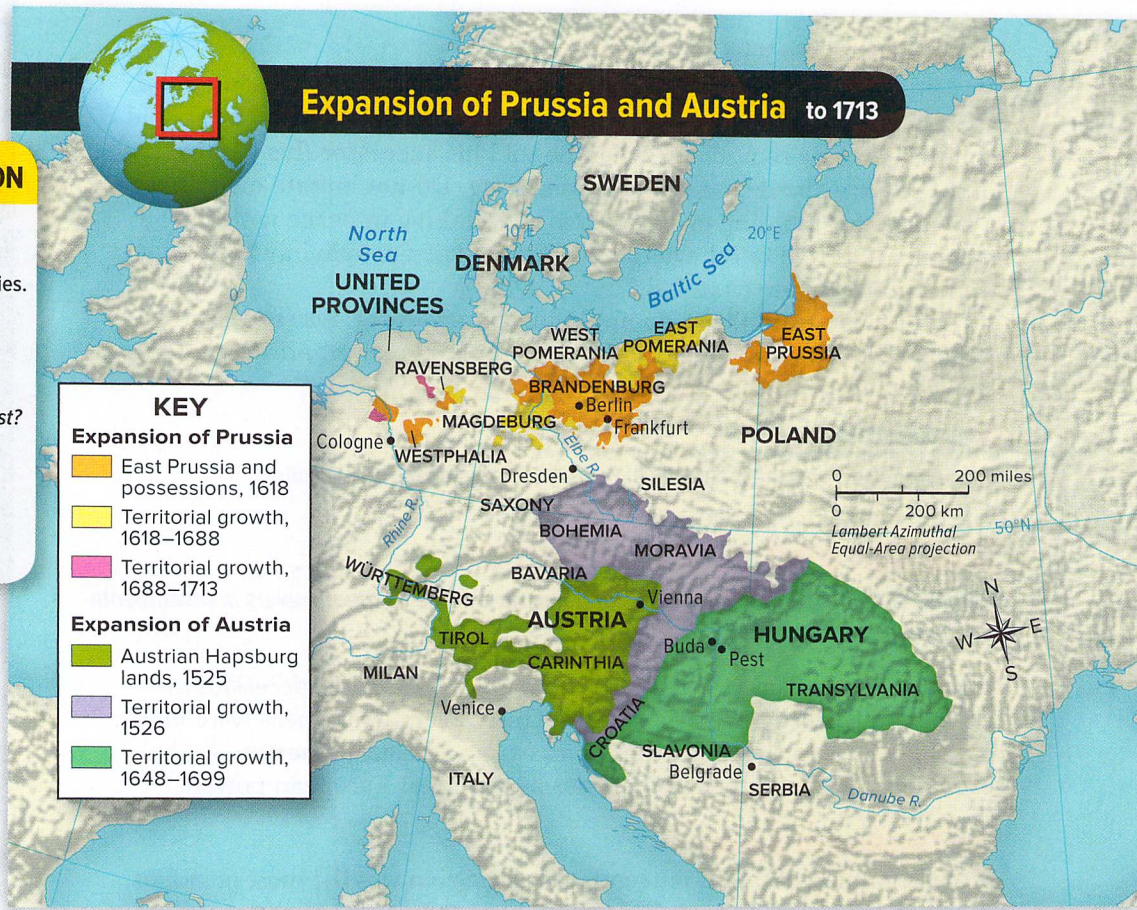 Expansion of Prussia and Austria to 1713
ON
ies.
st?
SWEDEN
North
Sea
10°E
20°E
DENMARK
Baltic Sea
UNITED
PROVINCES
0°
WEST
POMERANIA
EAST
POMERANIA
EAST
PRUSSIA
RAVENSBERG
BRANDENBURG
Berlin
MAGDEBURG
Frankfurt
Cologne
WESTPHALIA
Elbe R.
POLAND
Dresden
SILESIA
0 200 miles
0 200 km
Lambert Azimuthal
Equal-Area projection
50°N
SAXONY
Rhine R.
BOHEMIA
MORAVIA
WÜRTTEMBERG
BAVARIA
Vienna
AUSTRIA
HUNGARY
N
W E
S
TIROL
Buda
Pest
MILAN
CARINTHIA
TRANSYLVANIA
Venice
CROATIA
SLAVONIA
Belgrade
ITALY
SERBIA
Danube R.
KEY
Expansion of Prussia
East Prussia and
possessions, 1618
Territorial growth,
1618–1688
Territorial growth,
1688–1713
Expansion of Austria
Austrian Hapsburg
lands, 1525
Territorial growth,
1526
Territorial growth,
1648–1699